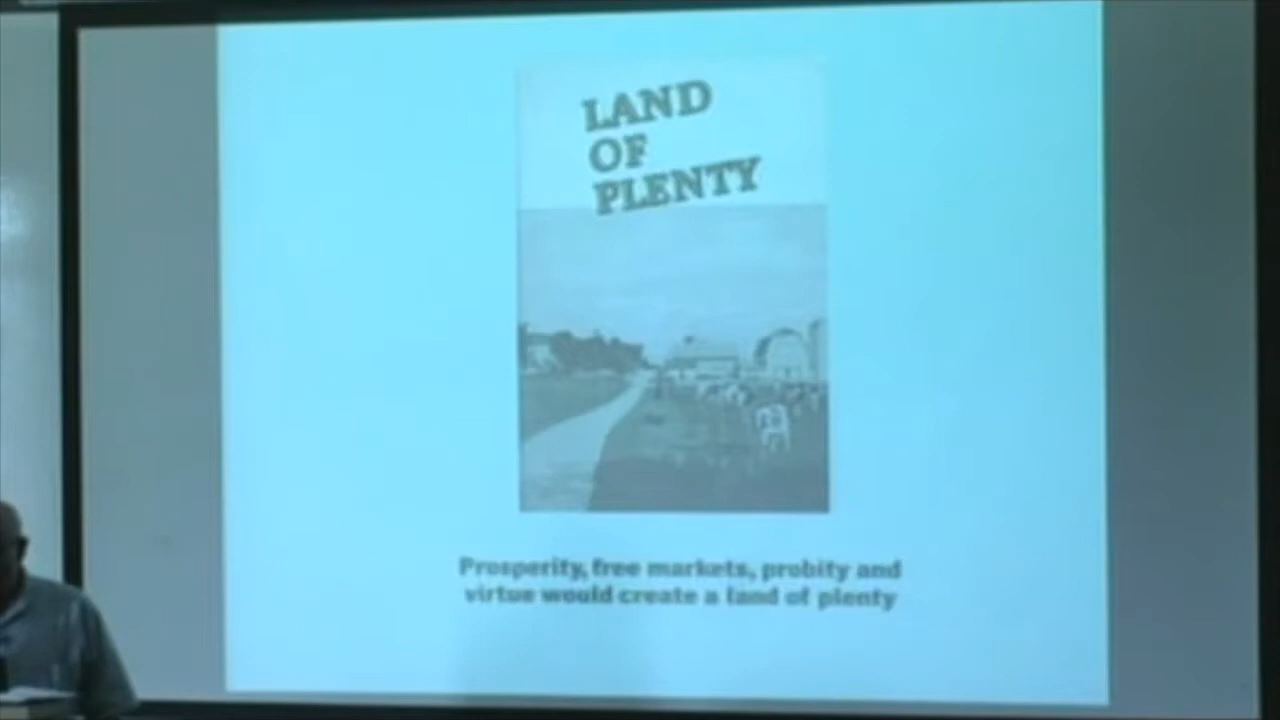 LAND
OF
PLENTY
Prosperity, free markets, probity and
virtue would create a land of plenty